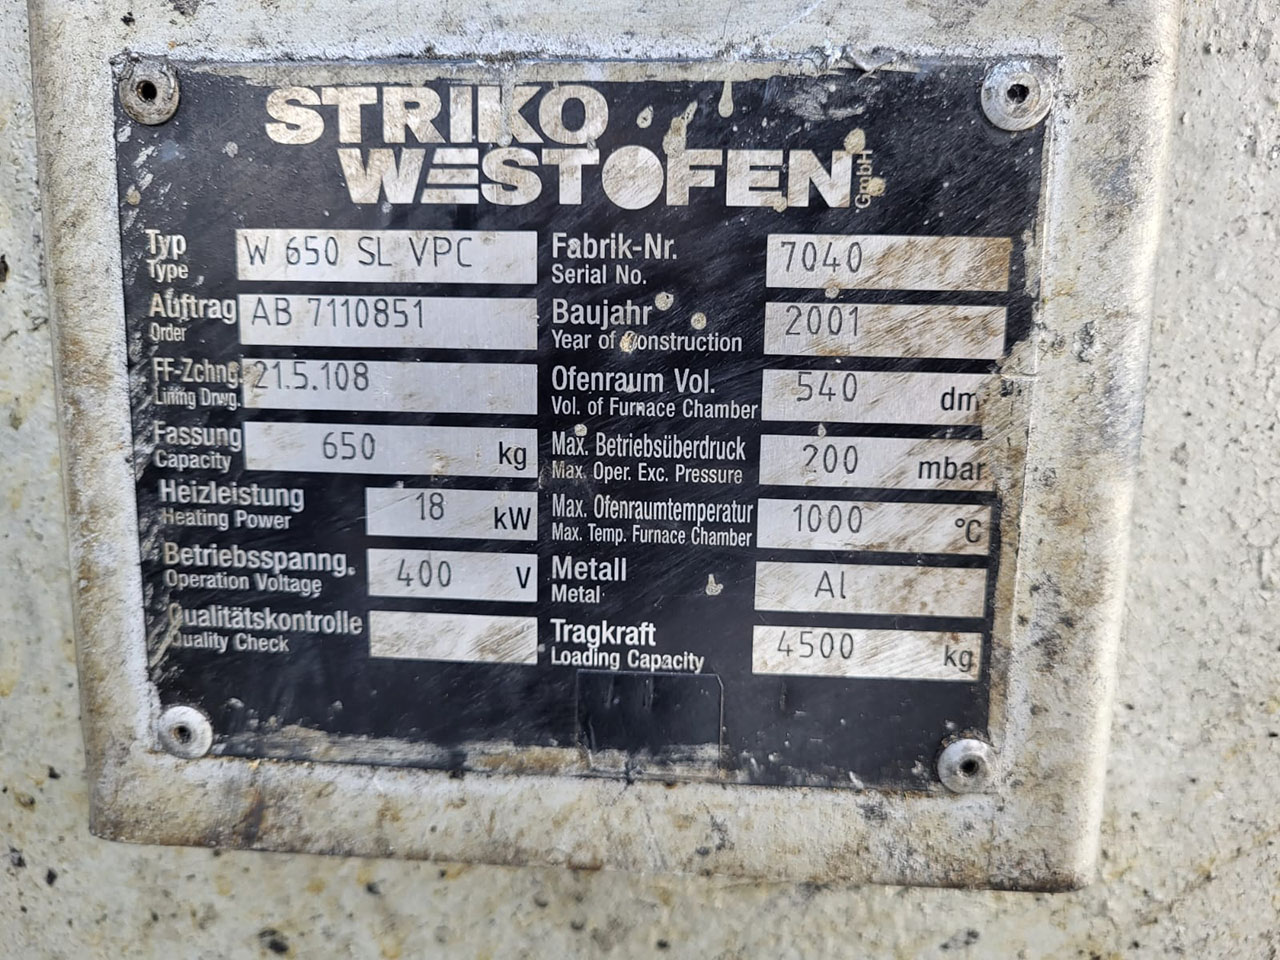 STRIKO
WESTOFEN GmbH
Typ
Type
W 650 SL VPC
Auftrag
Order
AB 7110851
FF-Zchng.
Lining Drwg.
21.5.108
Fassung
Capacity
650 kg
Heizleistung
Heating Power
18 kW
Betriebsspanng.
Operation Voltage
400 V
Qualitätskontrolle
Quality Check
Fabrik-Nr.
Serial No.
7040
Baujahr
Year of Construction
2001
Ofenraum Vol.
Vol. of Furnace Chamber
540 dm
Max. Betriebsüberdruck
Max. Oper. Exc. Pressure
200 mbar
Max. Ofenraumtemperatur
Max. Temp. Furnace Chamber
1000 °C
Metall
Metal
Al
Tragkraft
Loading Capacity
4500 kg